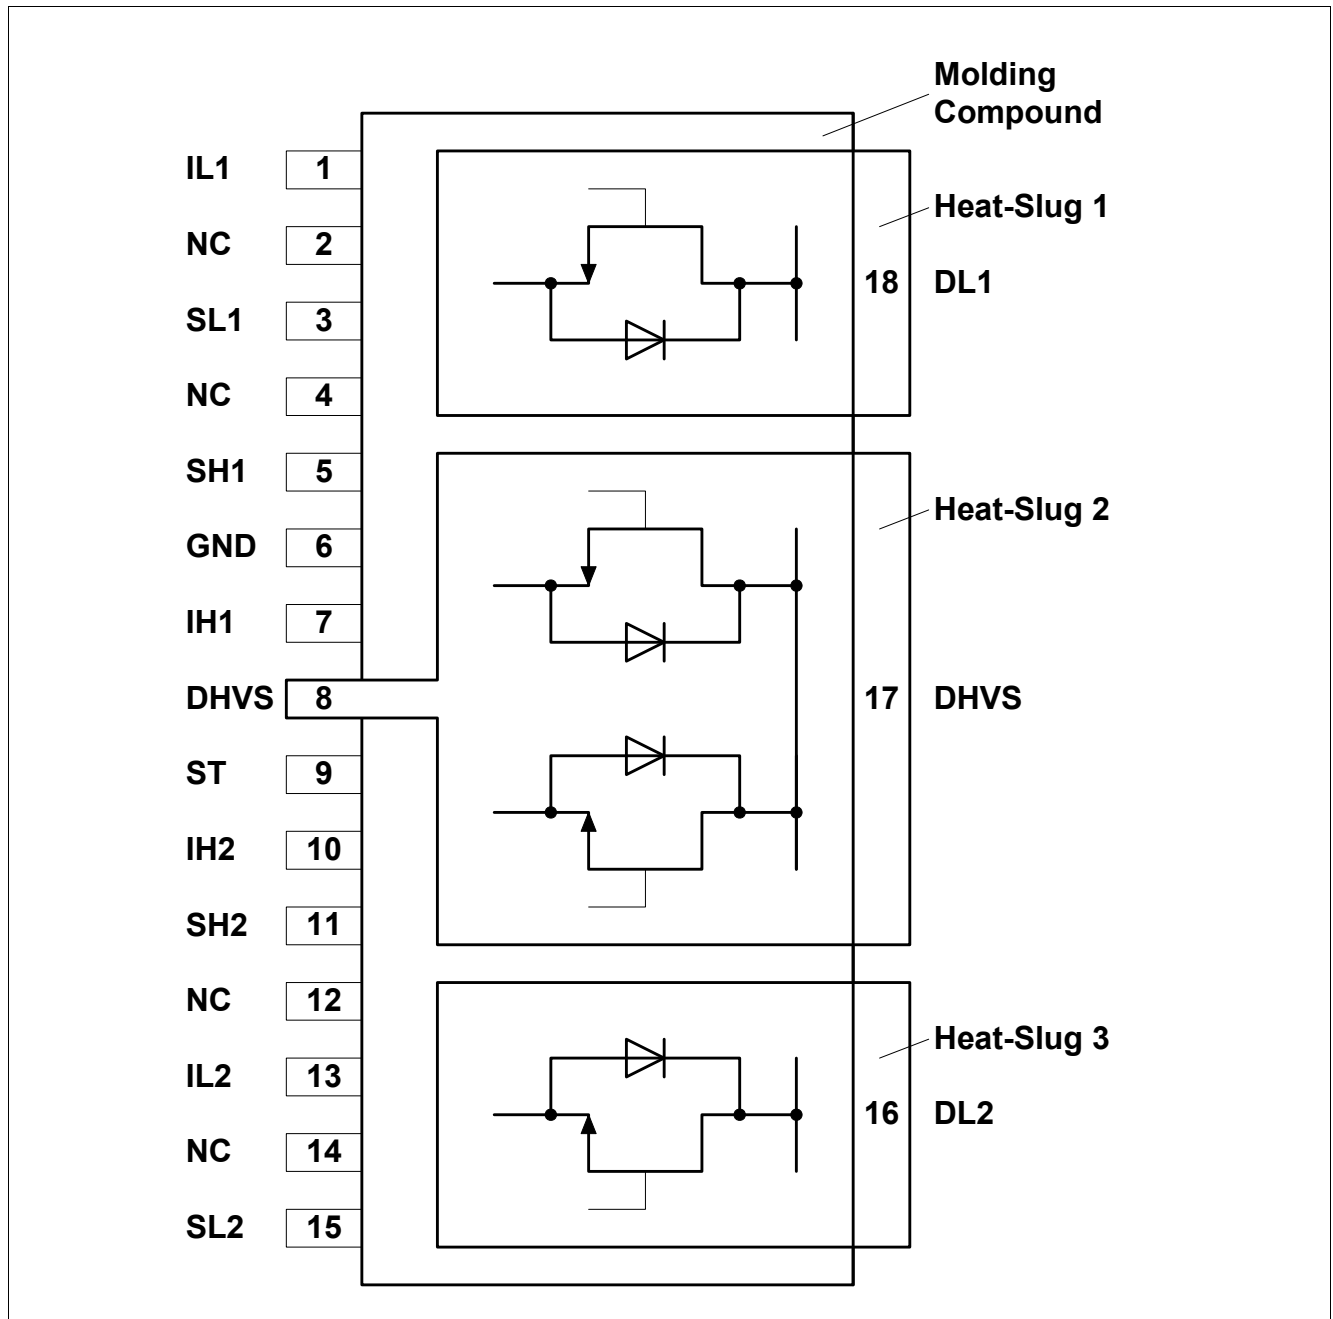 Molding
Compound
IL1 1
Heat-Slug 1
NC 2
18 DL1
SL1 3
NC 4
SH1 5
Heat-Slug 2
GND 6
IH1 7
DHVS 8
17 DHVS
ST 9
IH2 10
SH2 11
NC 12
Heat-Slug 3
IL2 13
16 DL2
NC 14
SL2 15